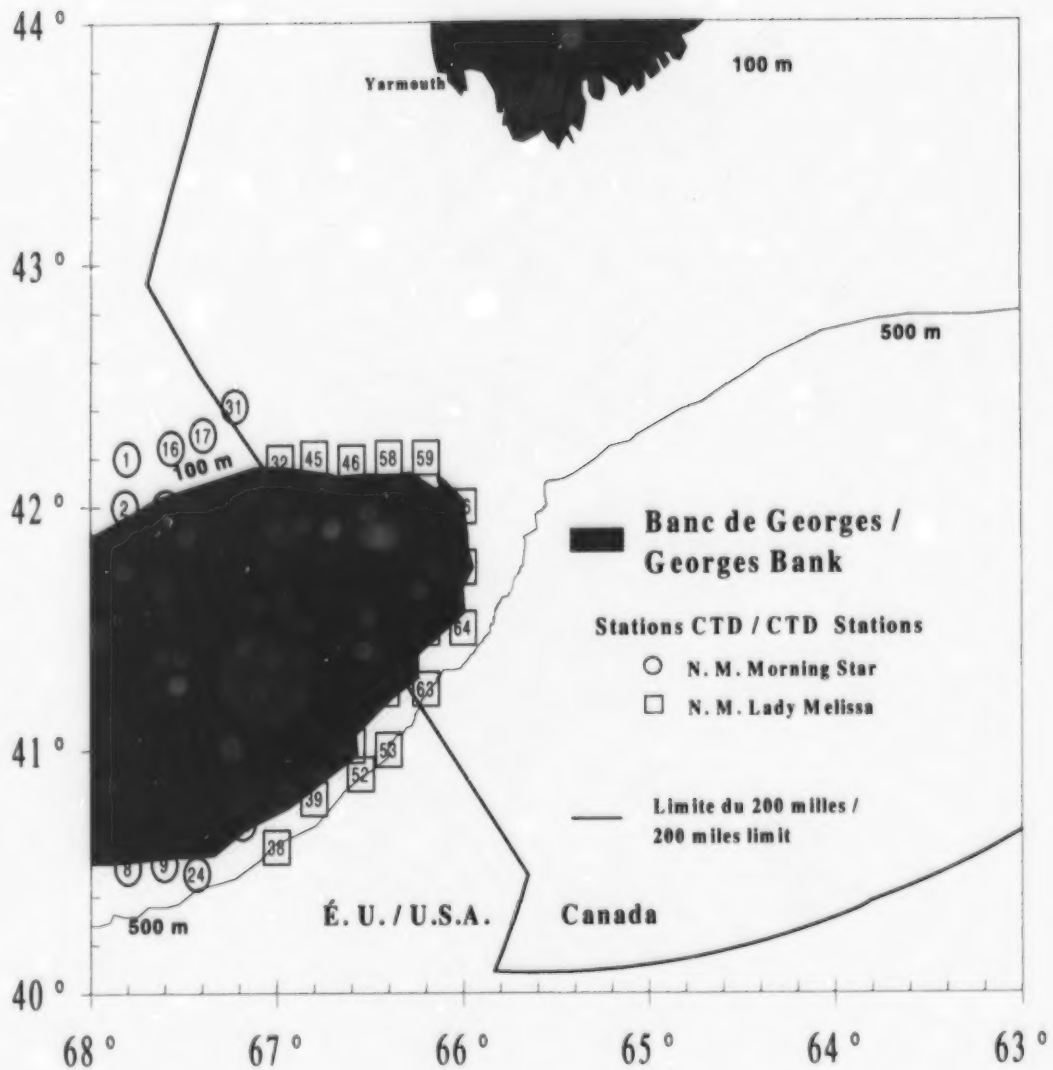 44 °
Yarmouth
100 m
43 °
500 m
31
17
16
1
100 m
32
45
46
58
59
2
42 °
Banc de Georges /
Georges Bank
64
Stations CTD / CTD Stations
N. M. Morning Star
63
N. M. Lady Melissa
41 °
53
52
39
Limite du 200 milles /
200 miles limit
38
8
9
24
É. U. / U.S.A.
Canada
500 m
40 °
68 °
67 °
66 °
65 °
64 °
63 °